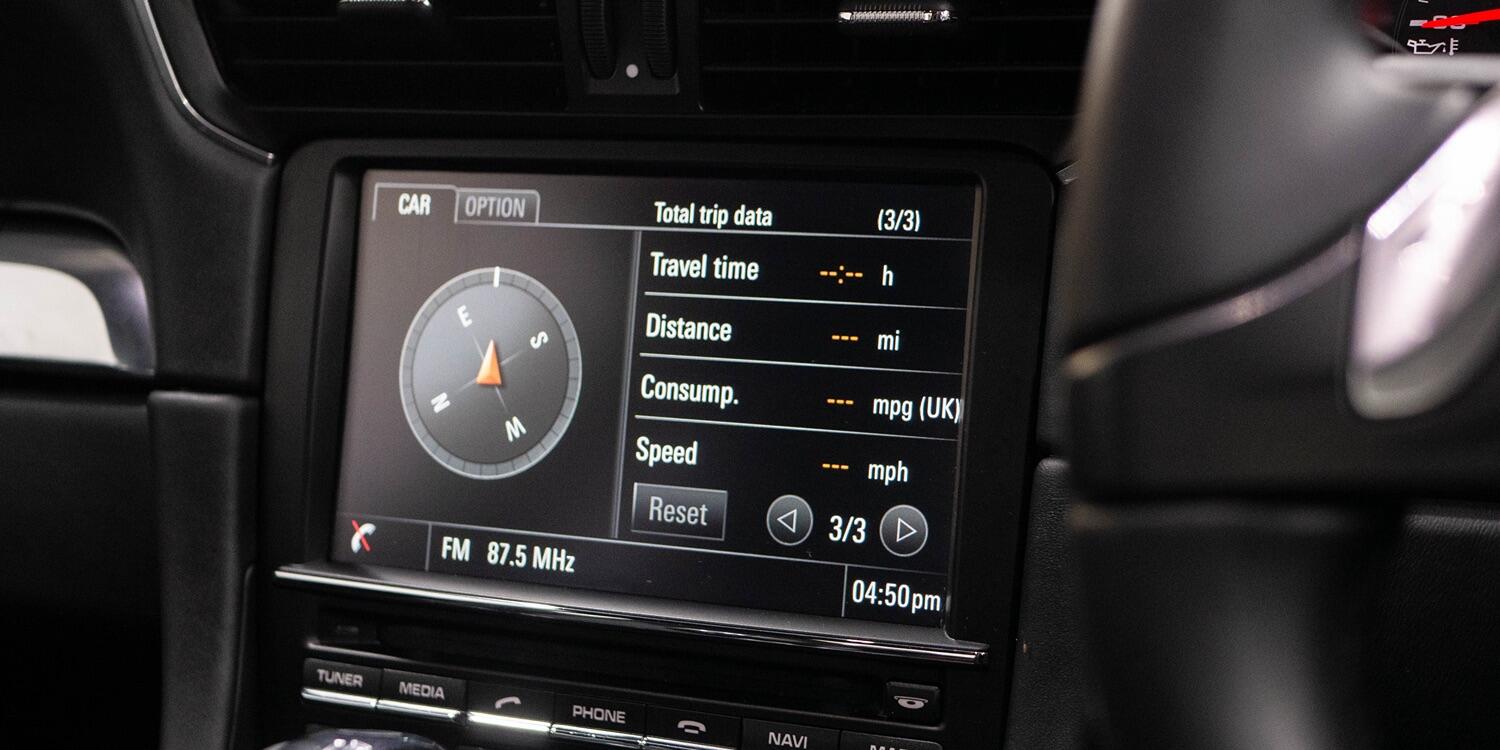 CAR OPTION Total trip data (3/3)
Travel time --:-- h
Distance --- mi
Consump. --- mpg (UK)
Speed --- mph
Reset 3/3
E
S
N
W
FM 87.5 MHz
04:50pm
TUNER MEDIA PHONE NAVI